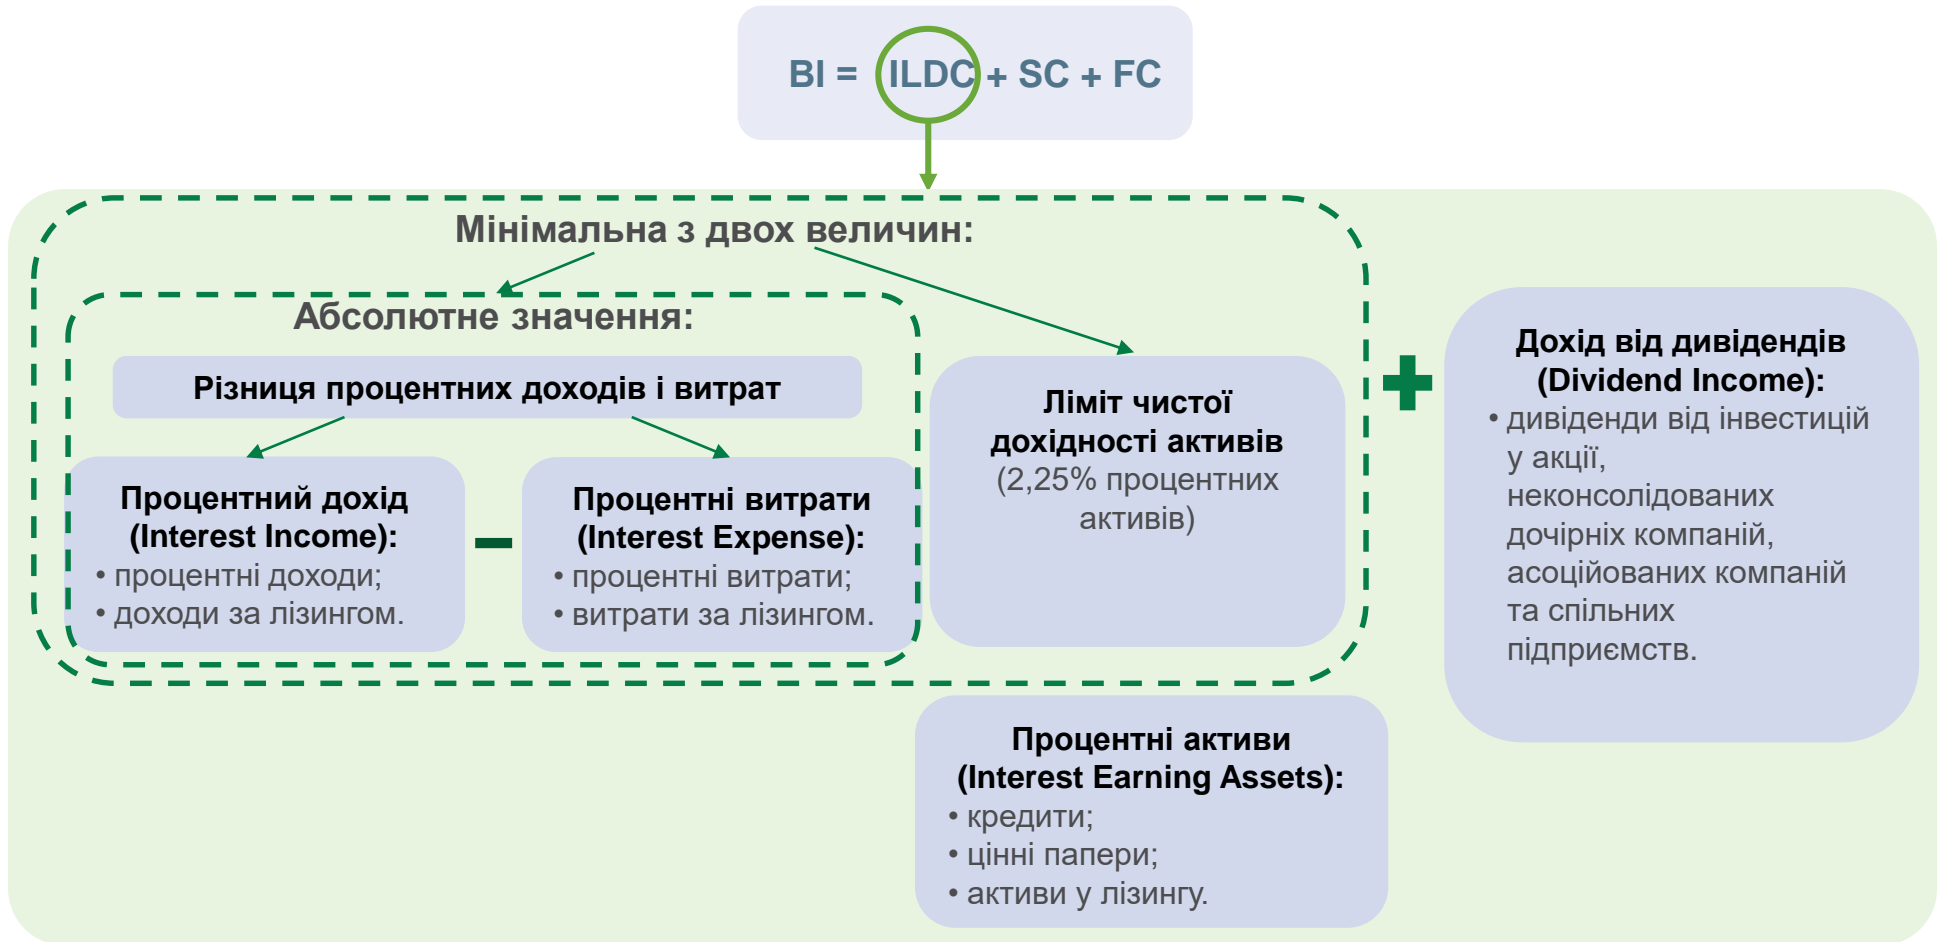 BI = ILDC + SC + FC
Мінімальна з двох величин:
Абсолютне значення:
Різниця процентних доходів і витрат
Процентний дохід
(Interest Income):
• процентні доходи;
• доходи за лізингом.
Процентні витрати
(Interest Expense):
• процентні витрати;
• витрати за лізингом.
Ліміт чистої
дохідності активів
(2,25% процентних
активів)
Дохід від дивідендів
(Dividend Income):
• дивіденди від інвестицій
у акції,
неконсолідованих
дочірніх компаній,
асоційованих компаній
та спільних
підприємств.
Процентні активи
(Interest Earning Assets):
• кредити;
• цінні папери;
• активи у лізингу.